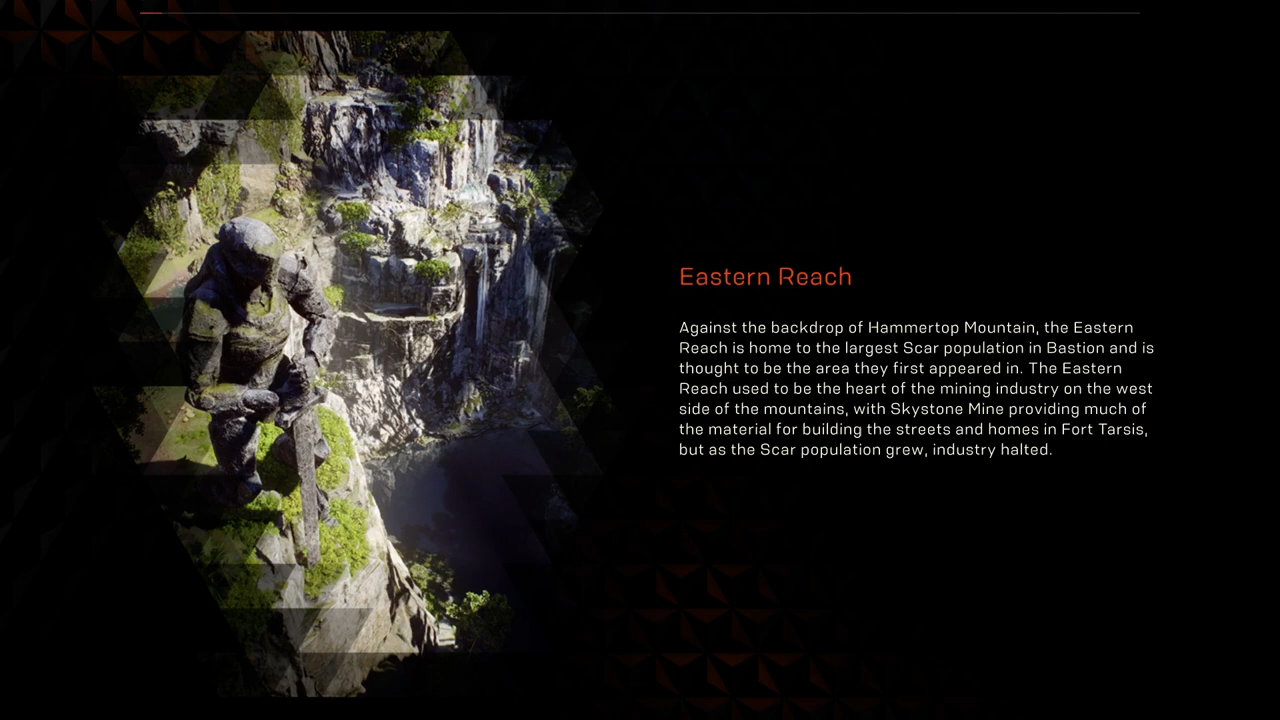 Eastern Reach
Against the backdrop of Hammertop Mountain, the Eastern
Reach is home to the largest Scar population in Bastion and is
thought to be the area they first appeared in. The Eastern
Reach used to be the heart of the mining industry on the west
side of the mountains, with Skystone Mine providing much of
the material for building the streets and homes in Fort Tarsis,
but as the Scar population grew, industry halted.